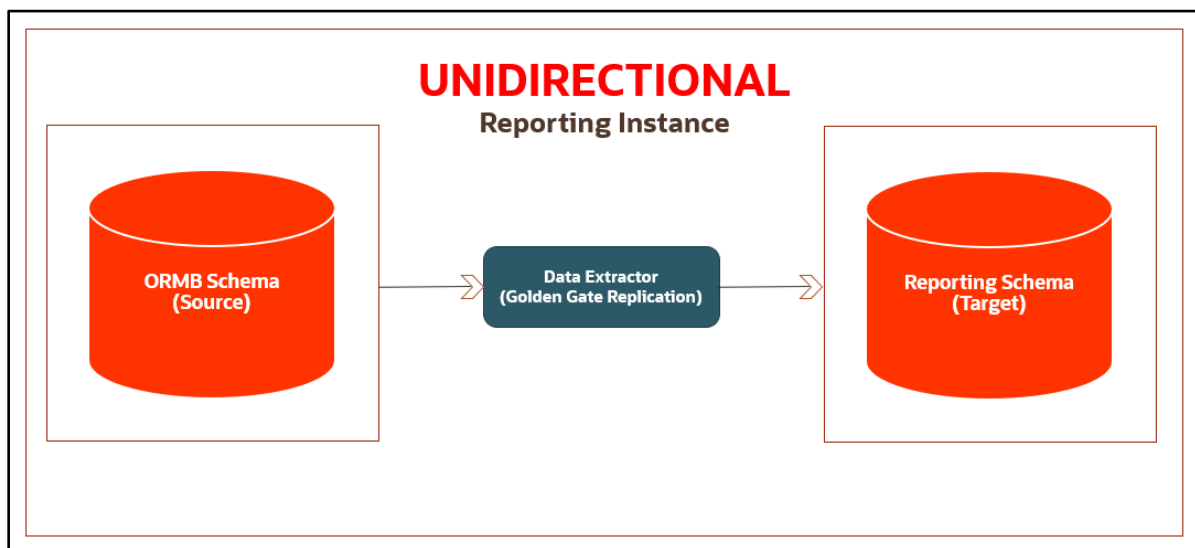 UNIDIRECTIONAL
Reporting Instance
ORMB Schema
(Source)
Data Extractor
(Golden Gate Replication)
Reporting Schema
(Target)